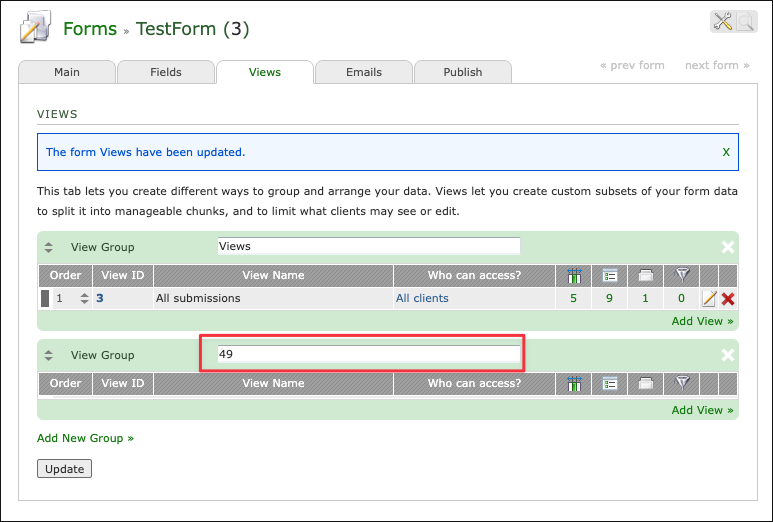 Forms » TestForm (3)
« prev form next form »
Main Fields Views Emails Publish
VIEWS
The form Views have been updated. X
This tab lets you create different ways to group and arrange your data. Views let you create custom subsets of your form data
to split it into manageable chunks, and to limit what clients may see or edit.
View Group Views
Order View ID View Name Who can access?
1 3 All submissions All clients 5 9 1 0
Add View »
View Group 49
Order View ID View Name Who can access?
Add View »
Add New Group »
Update